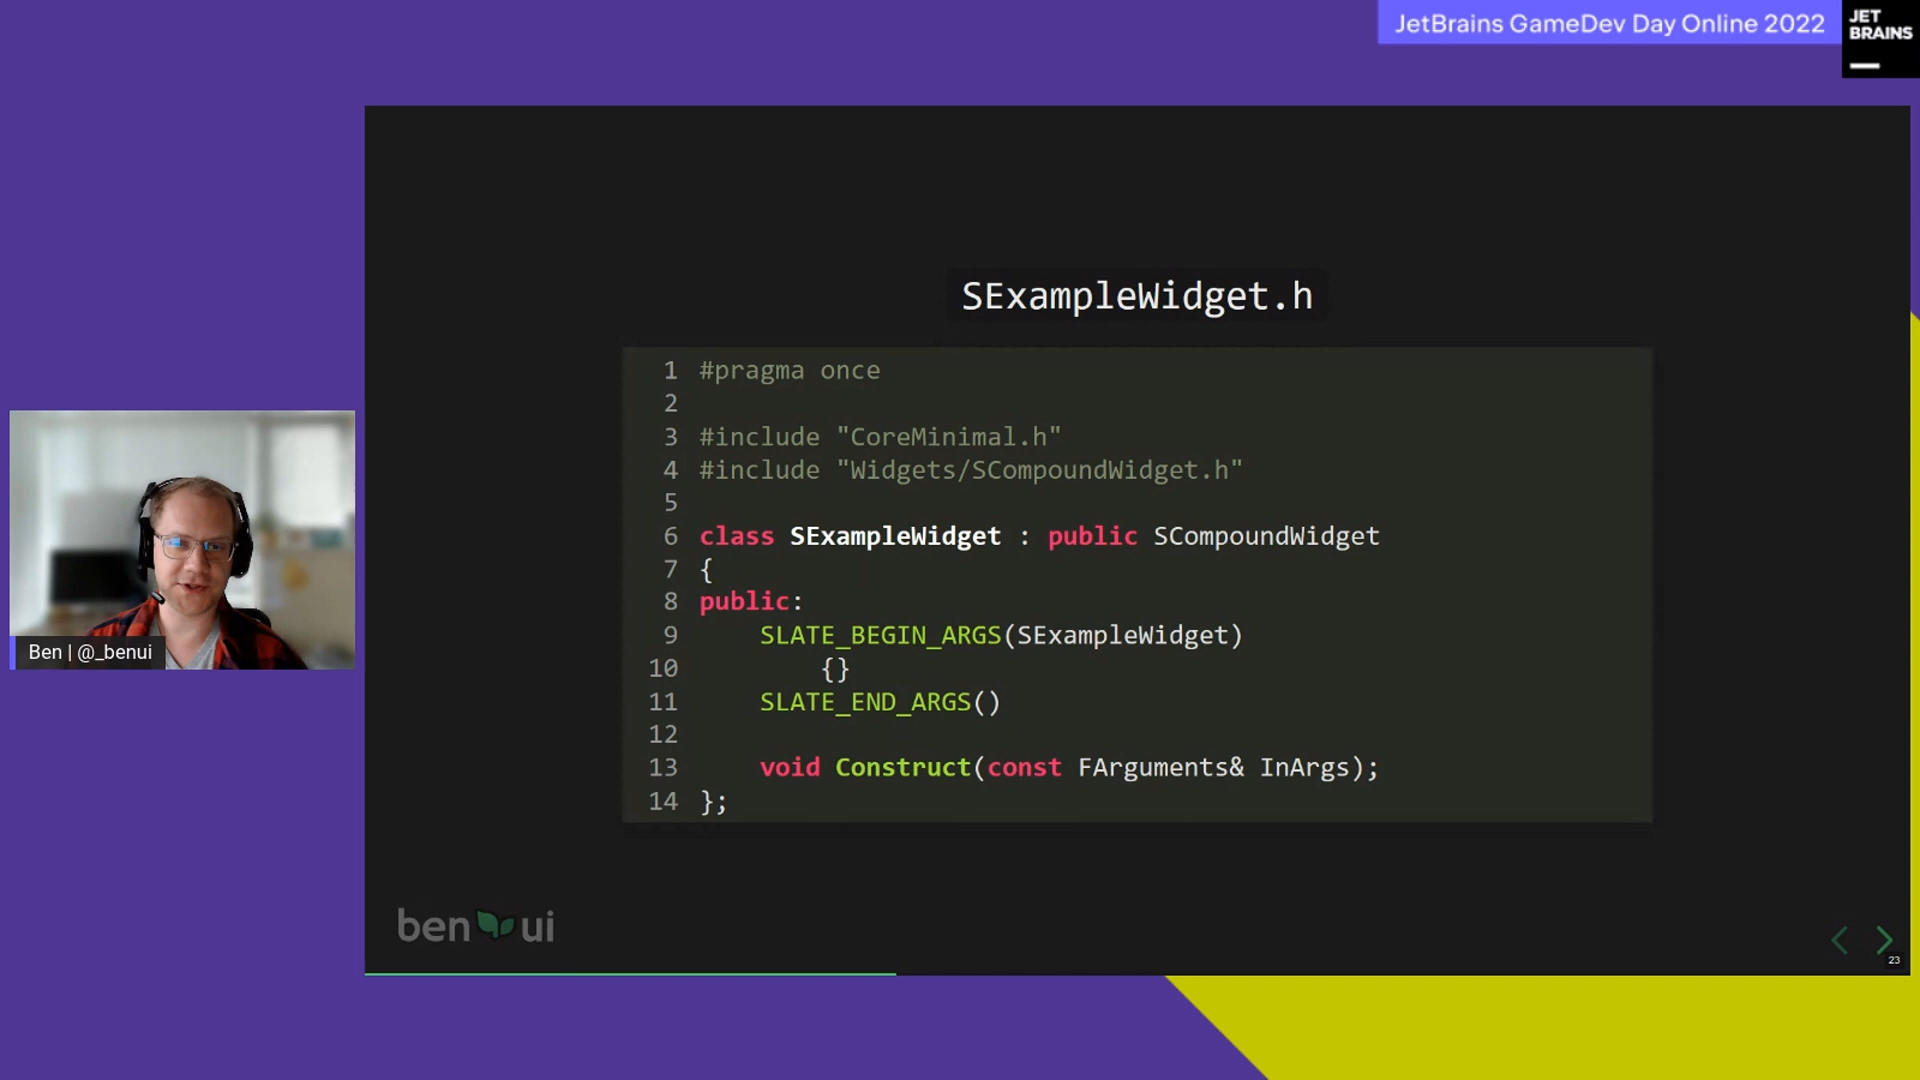 JetBrains GameDev Day Online 2022
JET
BRAINS
SExampleWidget.h
1 #pragma once
2
3 #include "CoreMinimal.h"
4 #include "Widgets/SCompoundWidget.h"
5
6 class SExampleWidget : public SCompoundWidget
7 {
8 public:
9     SLATE_BEGIN_ARGS(SExampleWidget)
10         {}
11     SLATE_END_ARGS()
12
13     void Construct(const FArguments& InArgs);
14 };
Ben | @_benui
ben ui
23